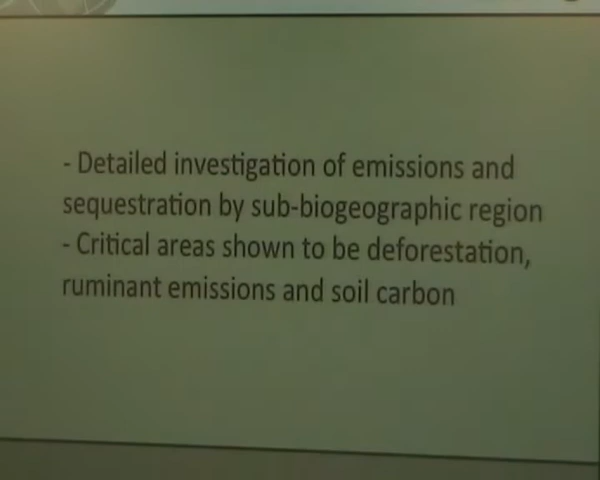 - Detailed investigation of emissions and
sequestration by sub-biogeographic region
- Critical areas shown to be deforestation,
ruminant emissions and soil carbon